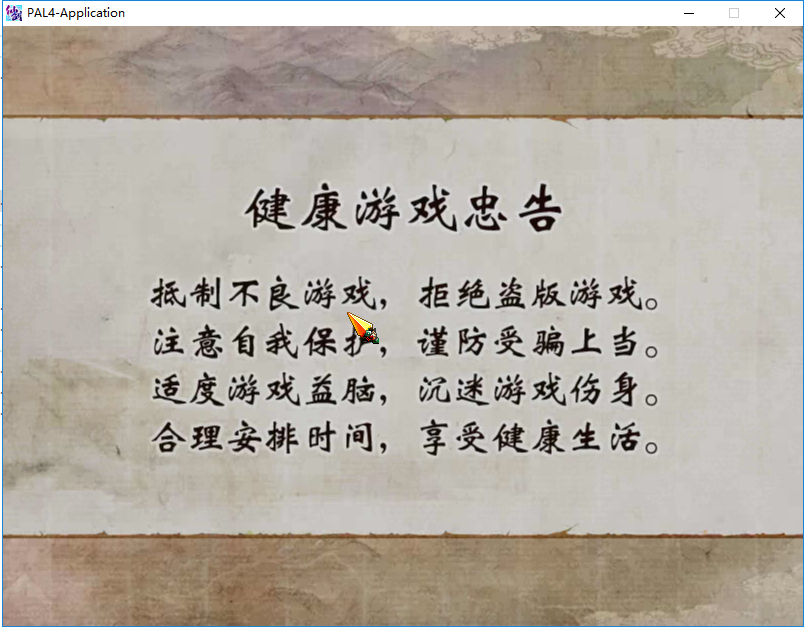 PAL4-Application
健康游戏忠告
抵制不良游戏，拒绝盗版游戏。
注意自我保护，谨防受骗上当。
适度游戏益脑，沉迷游戏伤身。
合理安排时间，享受健康生活。